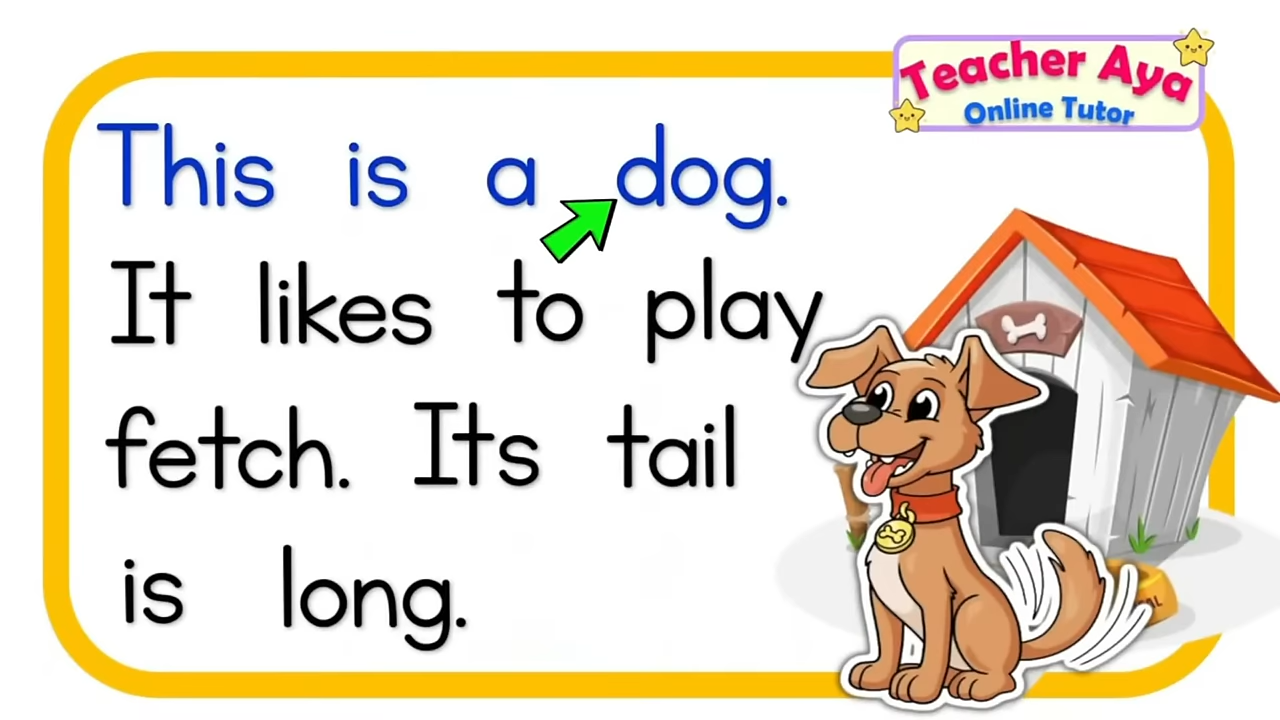 Teacher Aya
Online Tutor
This is a dog.
It likes to play
fetch. Its tail
is long.